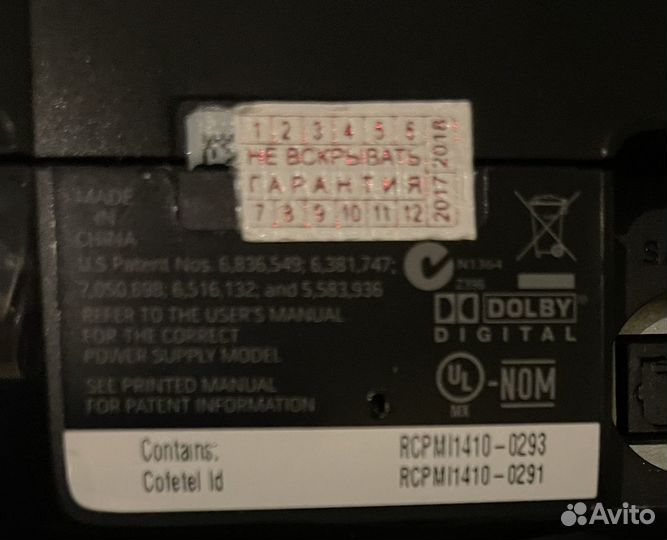 1 2 3 4 5 6
НЕ ВСКРЫВАТЬ
ГАРАНТИЯ
7 8 9 10 11 12
2017 2018
MADE
IN
CHINA
U.S. Patent Nos. 6,836,549; 6,381,747;
7,050,698; 6,516,132; and 5,583,936
REFER TO THE USER'S MANUAL
FOR THE CORRECT
POWER SUPPLY MODEL
SEE PRINTED MANUAL
FOR PATENT INFORMATION
N1364
Z396
DOLBY
DIGITAL
UL
MX
-NOM
Contains: RCPMI1410-0293
Cofetel Id RCPMI1410-0291
Avito